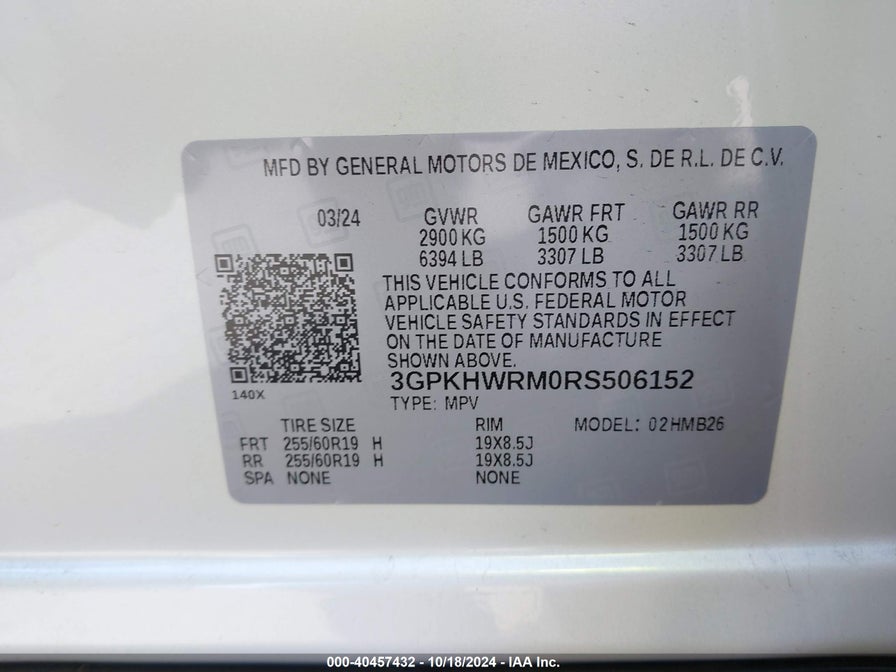 MFD BY GENERAL MOTORS DE MEXICO, S. DE R.L. DE C.V.
03/24 GVWR GAWR FRT GAWR RR
2900 KG 1500 KG 1500 KG
6394 LB 3307 LB 3307 LB
THIS VEHICLE CONFORMS TO ALL
APPLICABLE U.S. FEDERAL MOTOR
VEHICLE SAFETY STANDARDS IN EFFECT
ON THE DATE OF MANUFACTURE
SHOWN ABOVE.
3GPKHWRM0RS506152
140X
TYPE: MPV
TIRE SIZE RIM MODEL: 02HMB26
FRT 255/60R19 H 19X8.5J
RR 255/60R19 H 19X8.5J
SPA NONE NONE
000-40457432 - 10/18/2024 - IAA Inc.